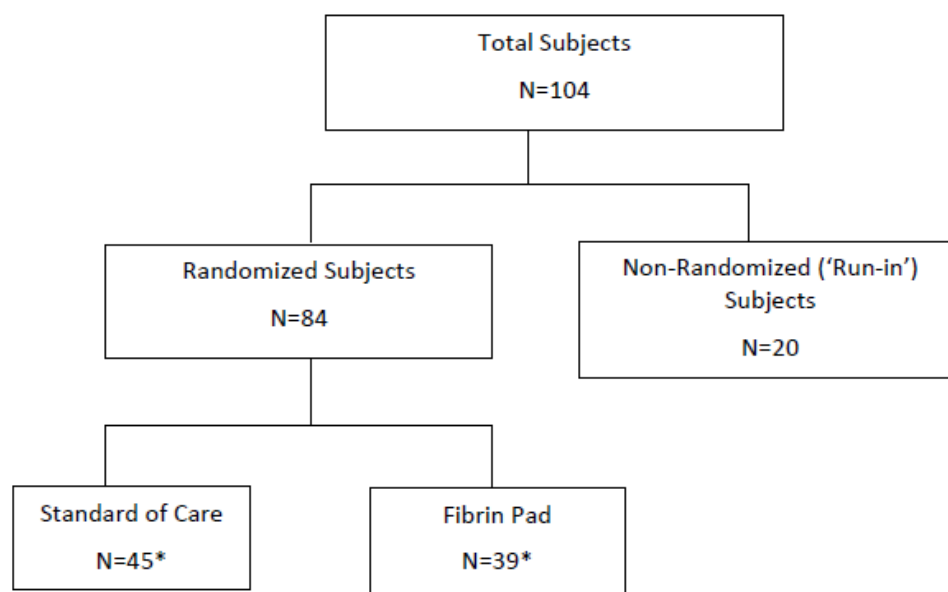 Total Subjects
N=104
Randomized Subjects
N=84
Non-Randomized (‘Run-in’)
Subjects
N=20
Standard of Care
N=45*
Fibrin Pad
N=39*